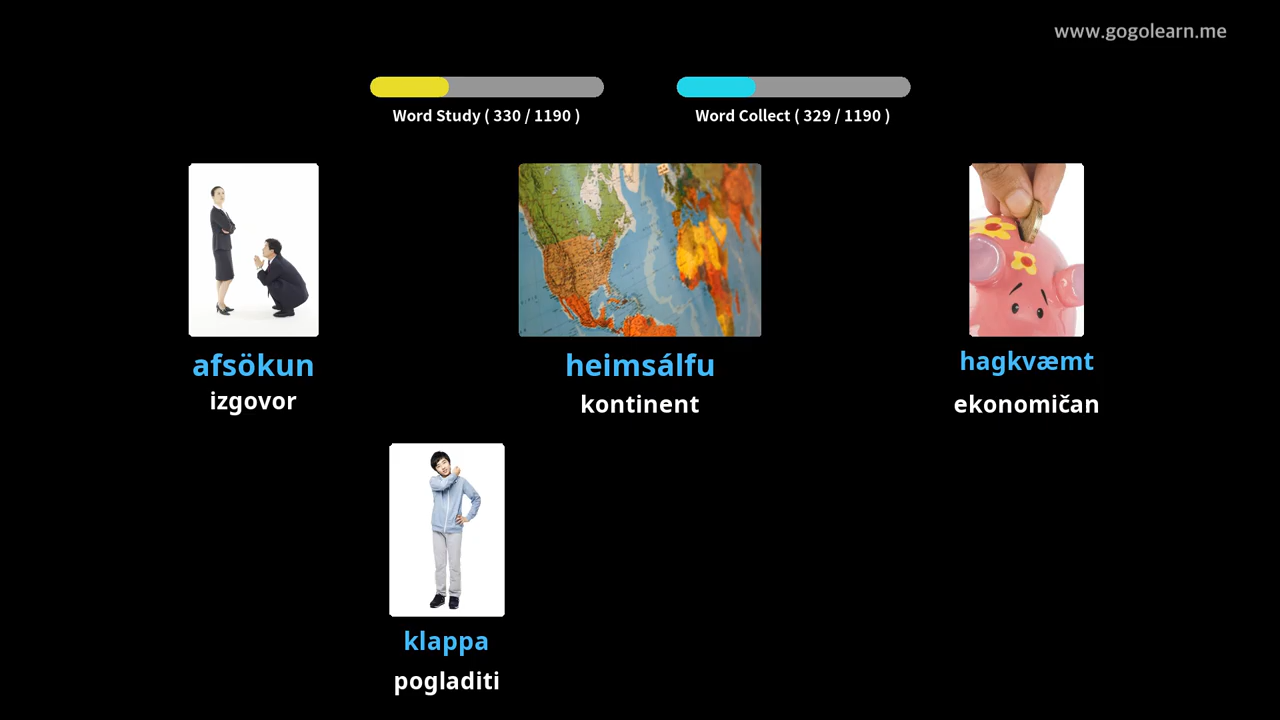 www.gogolearn.me
Word Study ( 330 / 1190 )
Word Collect ( 329 / 1190 )
afsökun
izgovor
heimsálfu
kontinent
hagkvæmt
ekonomičan
klappa
pogladiti